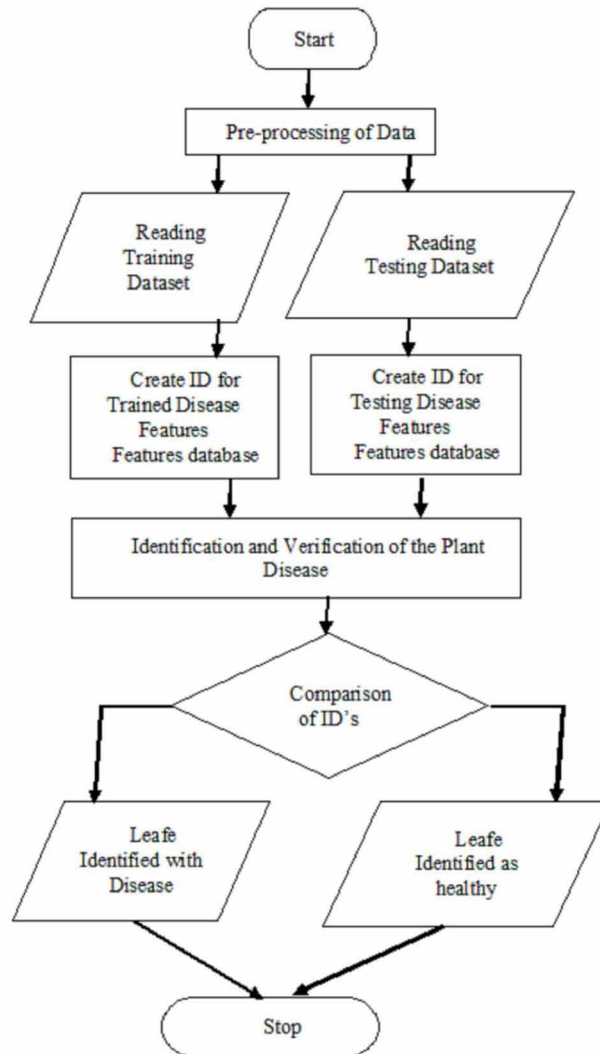 Start
Pre-processing of Data
Reading
Training
Dataset
Reading
Testing Dataset
Create ID for
Trained Disease
Features
Features database
Create ID for
Testing Disease
Features
Features database
Identification and Verification of the Plant
Disease
Comparison
of ID's
Leafe
Identified with
Disease
Leafe
Identified as
healthy
Stop